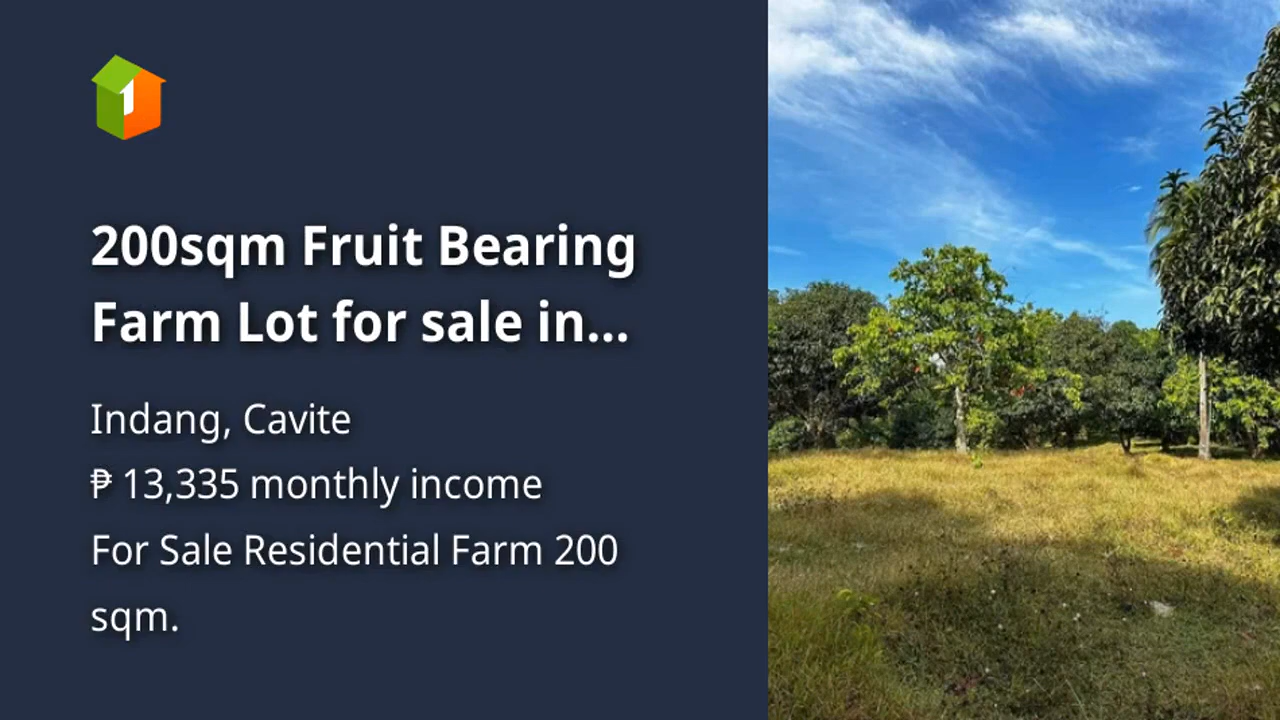 200sqm Fruit Bearing
Farm Lot for sale in...
Indang, Cavite
₱ 13,335 monthly income
For Sale Residential Farm 200
sqm.